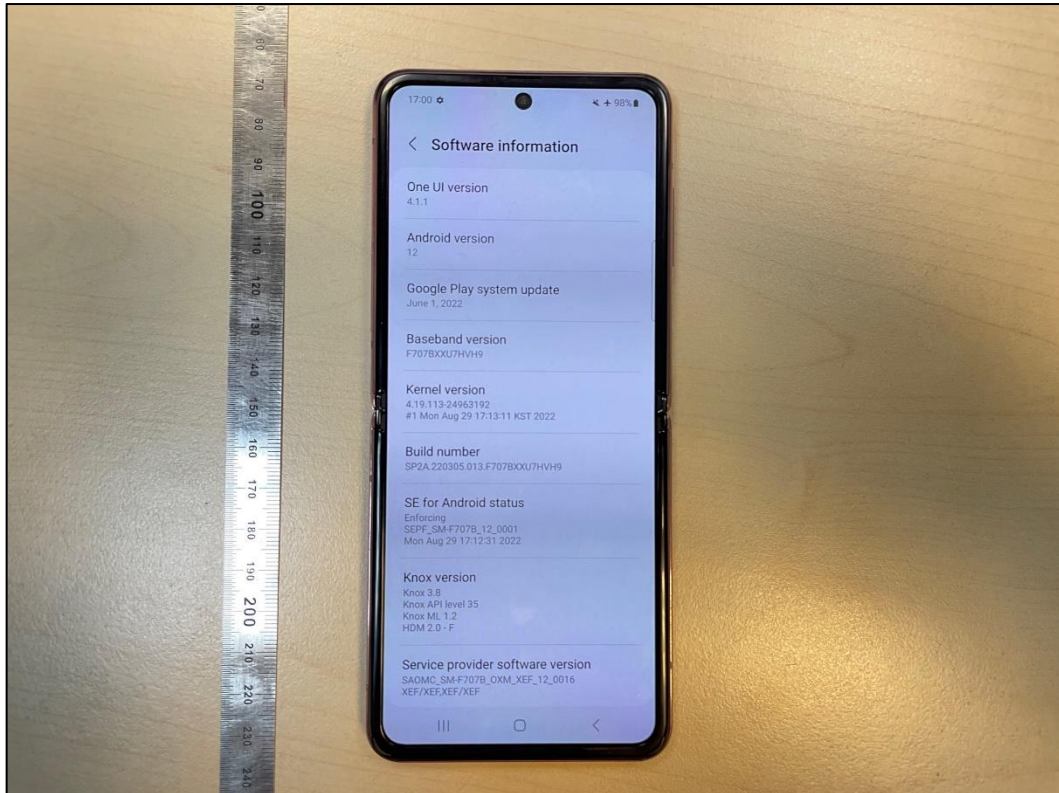 17:00
98%
Software information
One UI version
4.1.1
Android version
12
Google Play system update
June 1, 2022
Baseband version
F707BXXU7HVH9
Kernel version
4.19.113-24963192
#1 Mon Aug 29 17:13:11 KST 2022
Build number
SP2A.220305.013.F707BXXU7HVH9
SE for Android status
Enforcing
SEPF_SM-F707B_12_0001
Mon Aug 29 17:12:31 2022
Knox version
Knox 3.8
Knox API level 35
Knox ML 1.2
HDM 2.0 - F
Service provider software version
SAOMC_SM-F707B_OXM_XEF_12_0016
XEF/XEF,XEF/XEF
60
70
80
90
100
110
120
130
140
150
160
170
180
190
200
210
220
230
240